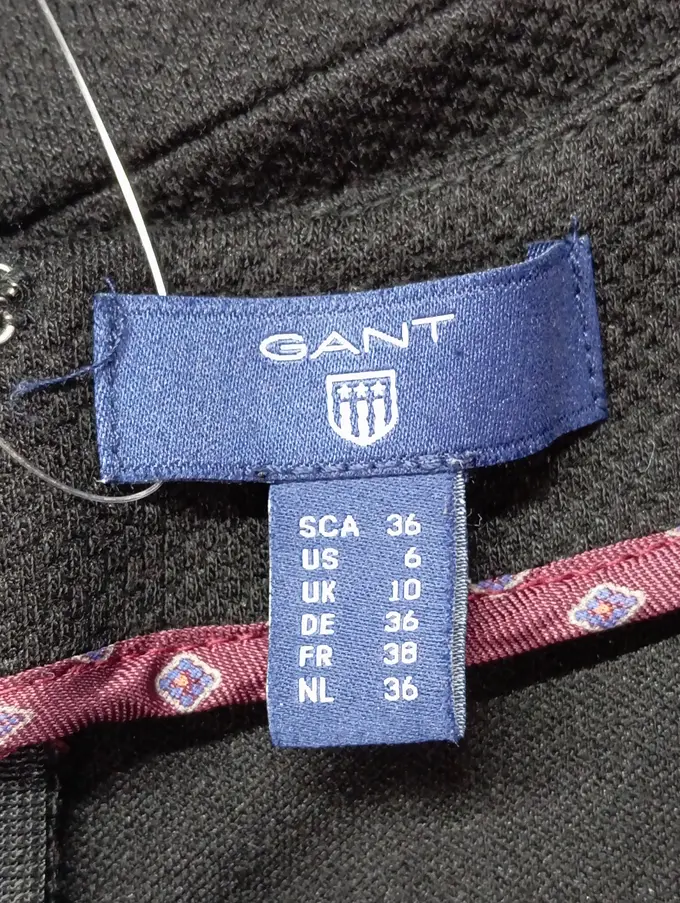 GANT
SCA 36
US 6
UK 10
DE 36
FR 38
NL 36